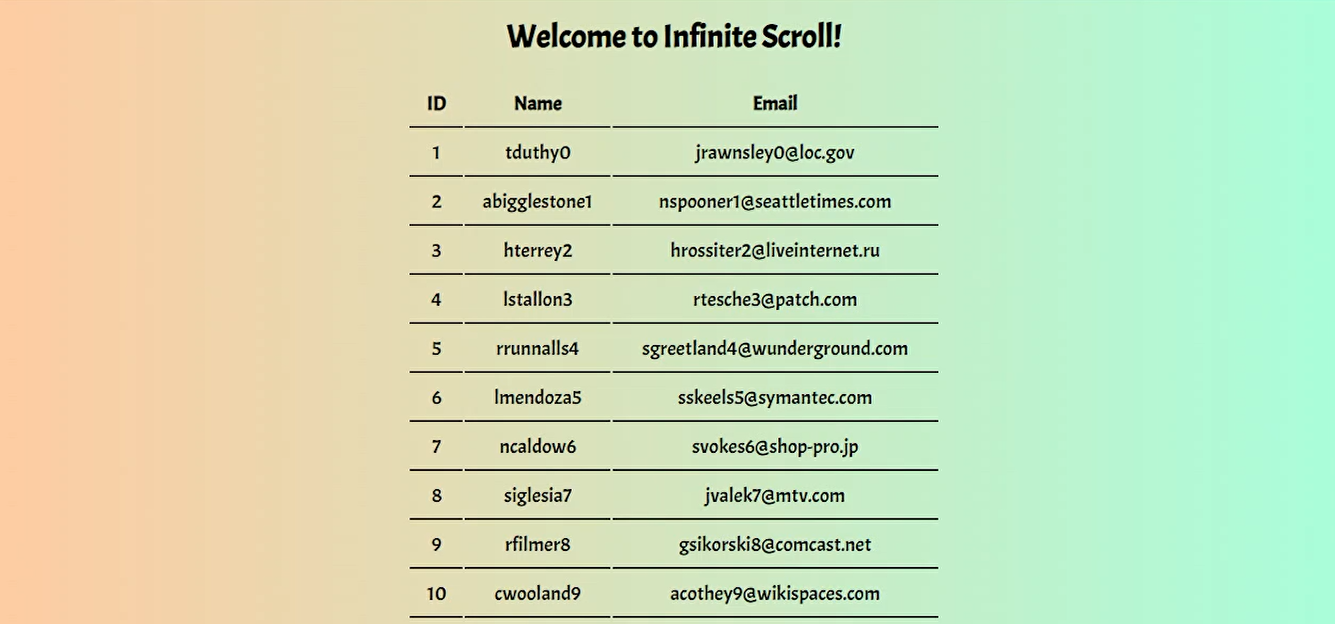 Welcome to Infinite Scroll!
ID Name Email
1 tduthy0 jrawnsley0@loc.gov
2 abigglestone1 nspooner1@seattletimes.com
3 hterrey2 hrossiter2@liveinternet.ru
4 lstallon3 rtesche3@patch.com
5 rrunnalls4 sgreetland4@wunderground.com
6 lmendoza5 sskeels5@symantec.com
7 ncaldow6 svokes6@shop-pro.jp
8 siglesia7 jvalek7@mtv.com
9 rfilmer8 gsikorski8@comcast.net
10 cwooland9 acothey9@wikispaces.com